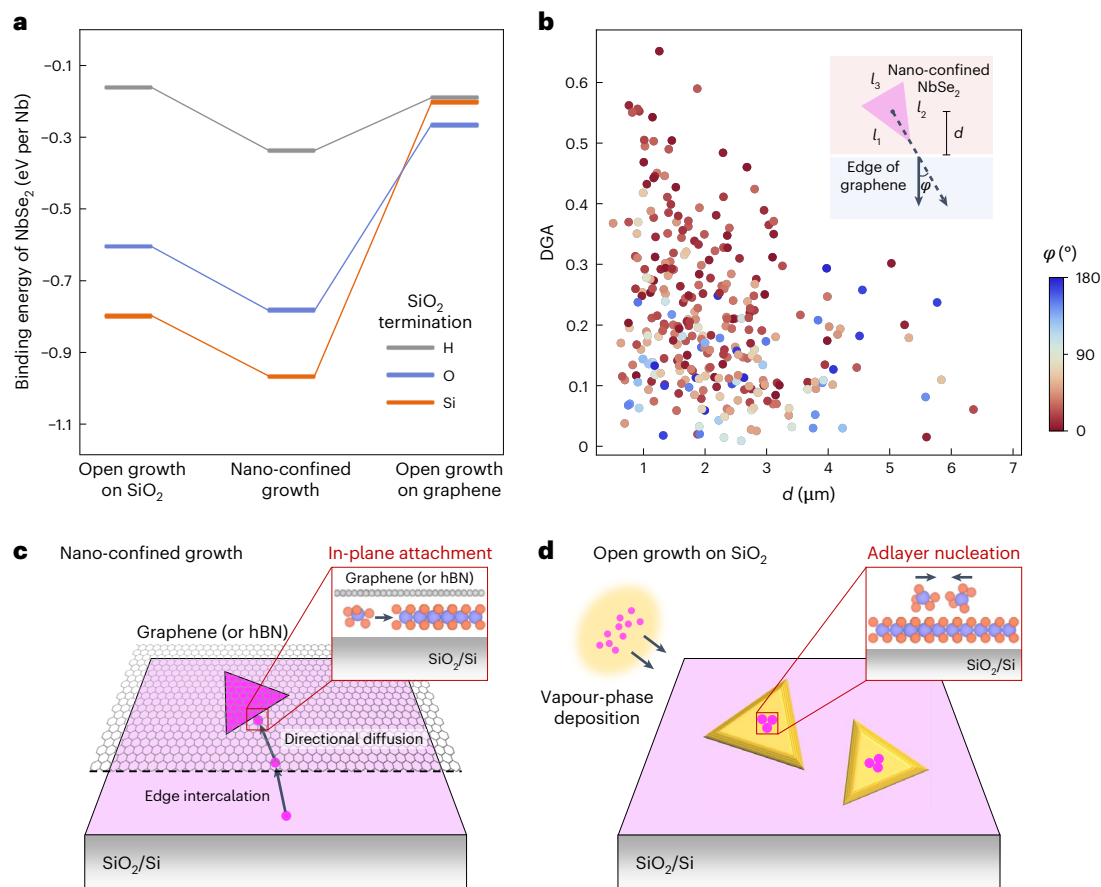 a
Binding energy of NbSe2 (eV per Nb)
−0.1
−0.3
−0.5
−0.7
−0.9
−1.1
SiO2
termination
H
O
Si
Open growth
on SiO2
Nano-confined
growth
Open growth
on graphene
b
DGA
0.6
0.5
0.4
0.3
0.2
0.1
0
1
2
3
4
5
6
7
d (μm)
l3
Nano-confined
NbSe2
l2
l1
d
Edge of
graphene
φ
φ (°)
180
90
0
c
Nano-confined growth
In-plane attachment
Graphene (or hBN)
SiO2/Si
Graphene (or hBN)
Directional diffusion
Edge intercalation
SiO2/Si
d
Open growth on SiO2
Adlayer nucleation
SiO2/Si
Vapour-phase
deposition
SiO2/Si